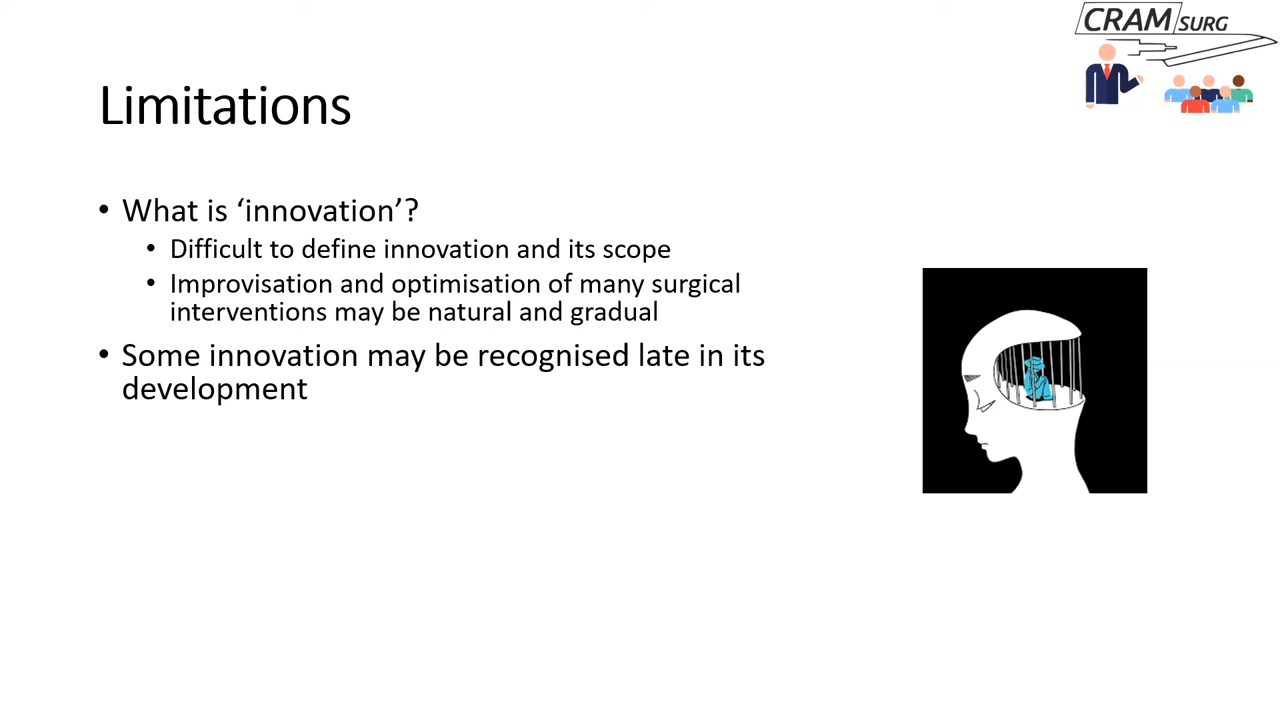 CRAM SURG
Limitations
• What is ‘innovation’?
• Difficult to define innovation and its scope
• Improvisation and optimisation of many surgical
interventions may be natural and gradual
• Some innovation may be recognised late in its
development